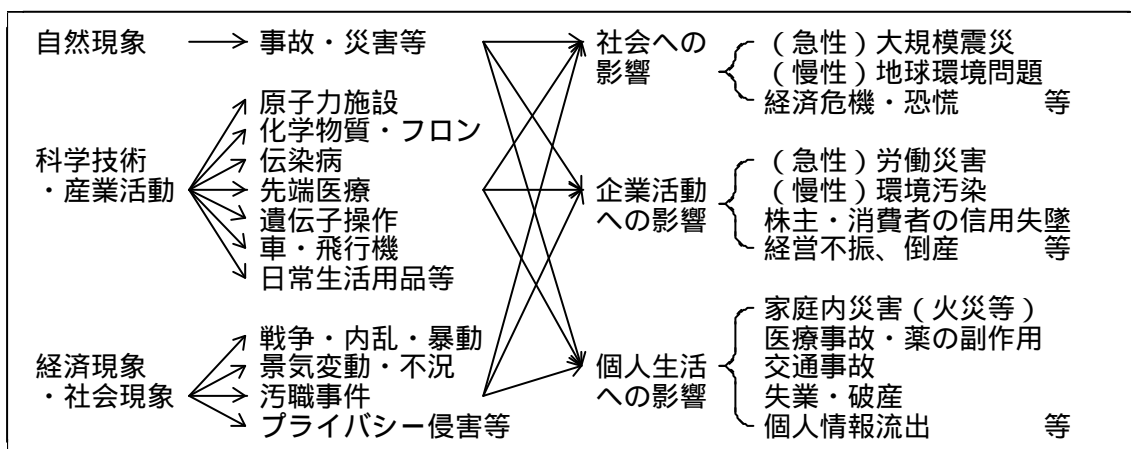 自然現象
事故・災害等
科学技術
・産業活動
原子力施設
化学物質・フロン
伝染病
先端医療
遺伝子操作
車・飛行機
日常生活用品等
経済現象
・社会現象
戦争・内乱・暴動
景気変動・不況
汚職事件
プライバシー侵害等
社会への
影響
(急性)大規模震災
(慢性)地球環境問題
経済危機・恐慌 等
企業活動
への影響
(急性)労働災害
(慢性)環境汚染
株主・消費者の信用失墜
経営不振、倒産 等
個人生活
への影響
家庭内災害(火災等)
医療事故・薬の副作用
交通事故
失業・破産
個人情報流出 等